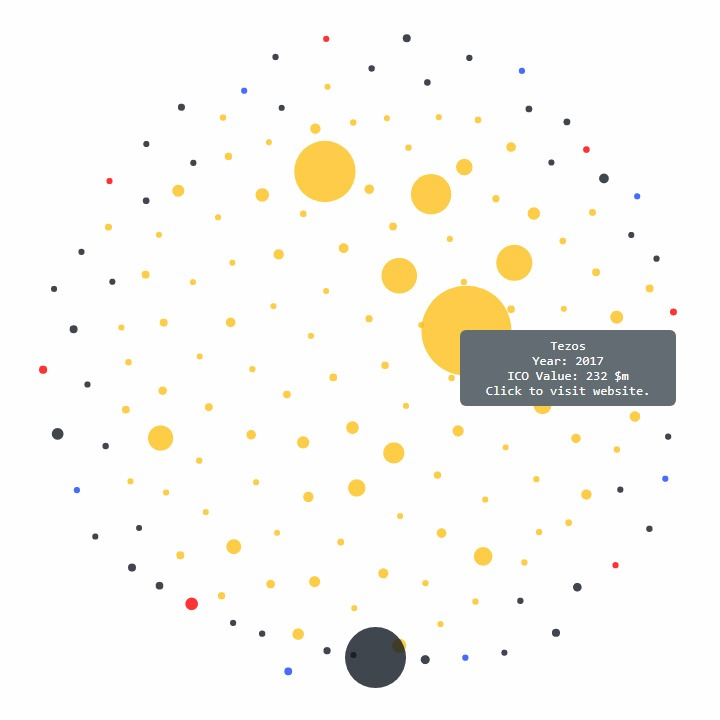 Tezos
Year: 2017
ICO Value: 232 $m
Click to visit website.